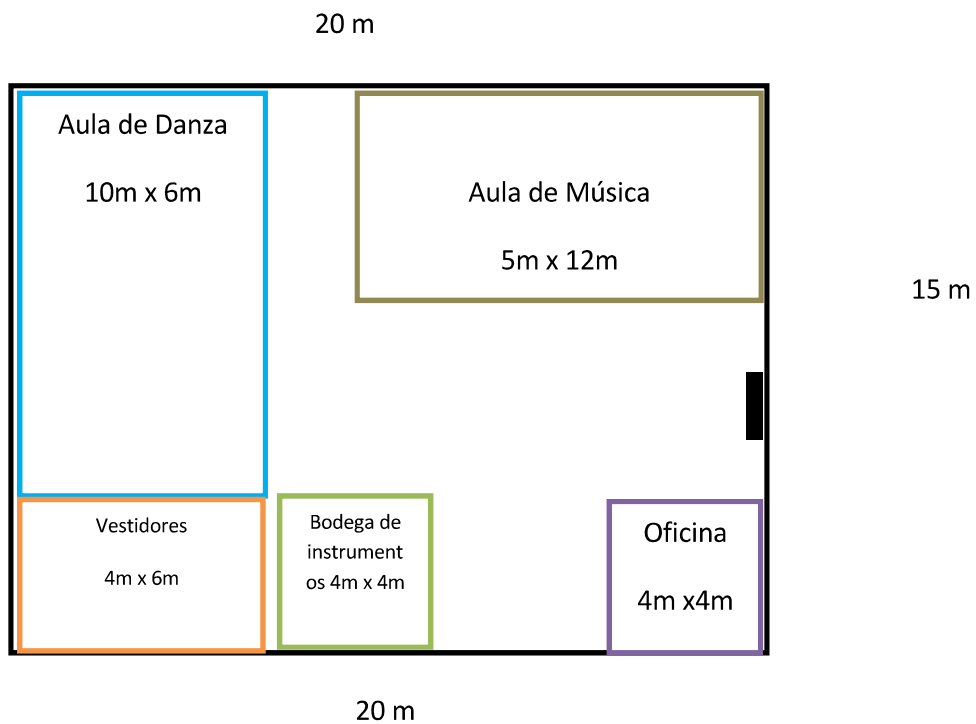 20 m
Aula de Danza
10m x 6m
Aula de Música
5m x 12m
15 m
Vestidores
4m x 6m
Bodega de
instrument
os 4m x 4m
Oficina
4m x4m
20 m